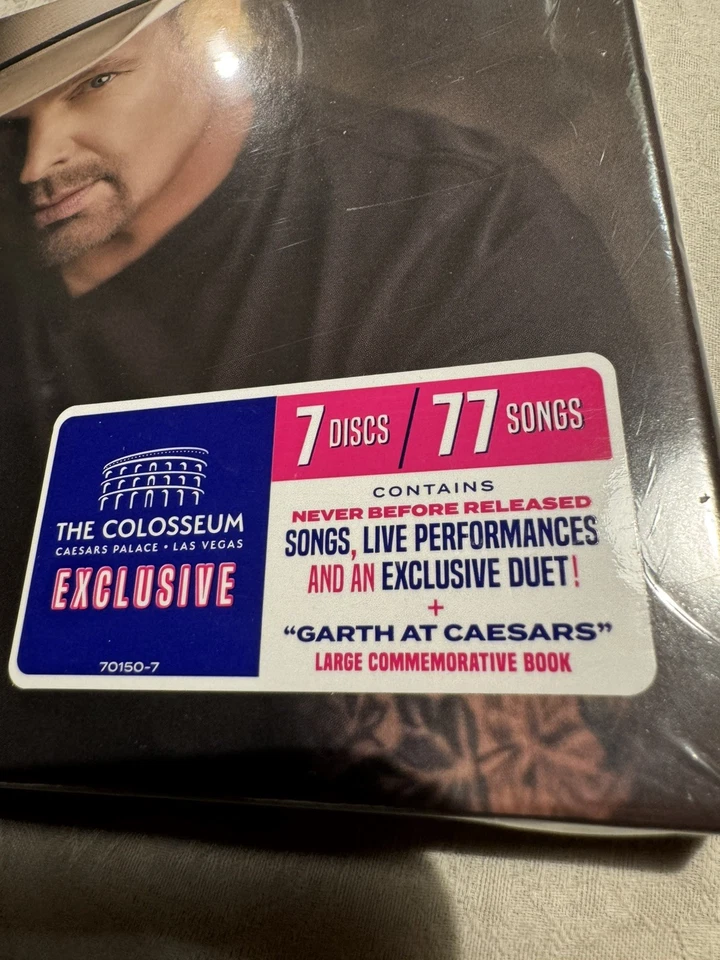 THE COLOSSEUM
CAESARS PALACE • LAS VEGAS
EXCLUSIVE
70150-7
7 DISCS / 77 SONGS
CONTAINS
NEVER BEFORE RELEASED
SONGS, LIVE PERFORMANCES
AND AN EXCLUSIVE DUET!
+
“GARTH AT CAESARS”
LARGE COMMEMORATIVE BOOK